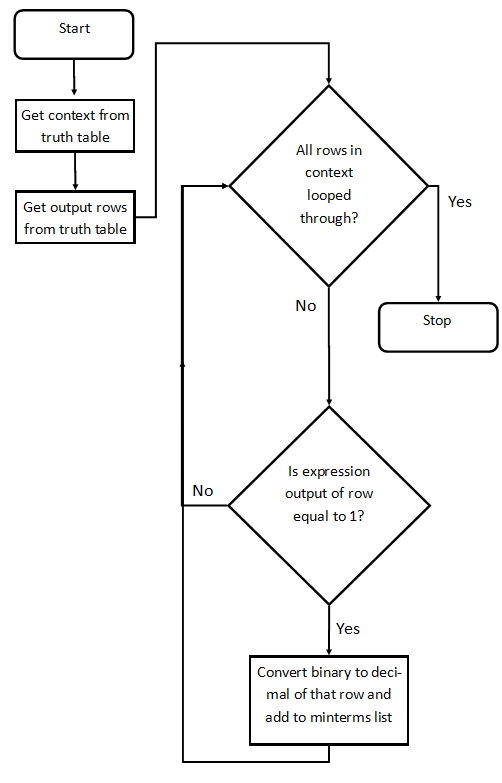 Start
Get context from
truth table
Get output rows
from truth table
All rows in
context
looped
through?
Yes
Stop
No
Is expression
output of row
equal to 1?
No
Yes
Convert binary to deci-
mal of that row and
add to minterms list